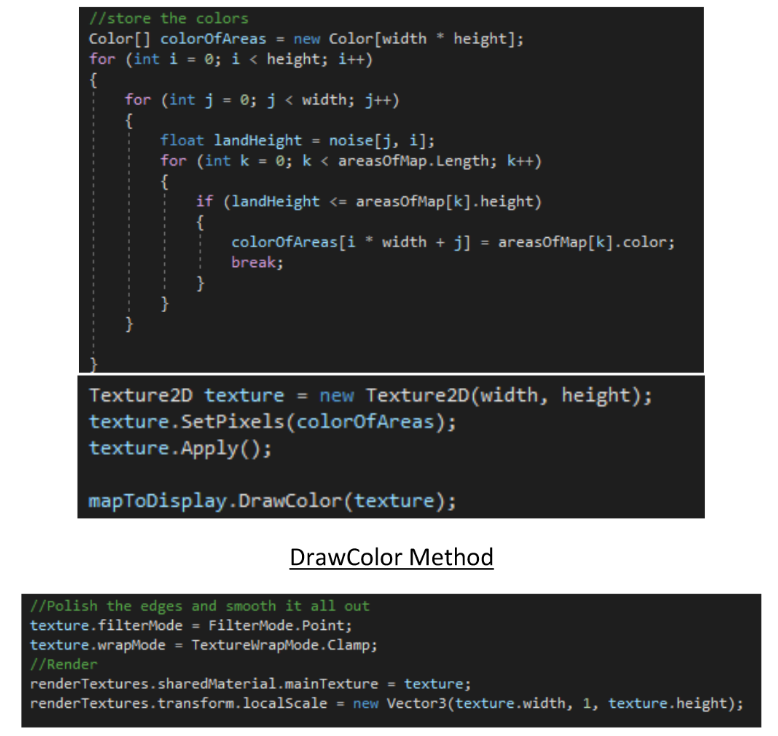 //store the colors
Color[] colorOfAreas = new Color[width * height];
for (int i = 0; i < height; i++)
{
    for (int j = 0; j < width; j++)
    {
        float landHeight = noise[j, i];
        for (int k = 0; k < areasOfMap.Length; k++)
        {
            if (landHeight <= areasOfMap[k].height)
            {
                colorOfAreas[i * width + j] = areasOfMap[k].color;
                break;
            }
        }
    }
}
Texture2D texture = new Texture2D(width, height);
texture.SetPixels(colorOfAreas);
texture.Apply();
mapToDisplay.DrawColor(texture);
DrawColor Method
//Polish the edges and smooth it all out
texture.filterMode = FilterMode.Point;
texture.wrapMode = TextureWrapMode.Clamp;
//Render
renderTextures.sharedMaterial.mainTexture = texture;
renderTextures.transform.localScale = new Vector3(texture.width, 1, texture.height);